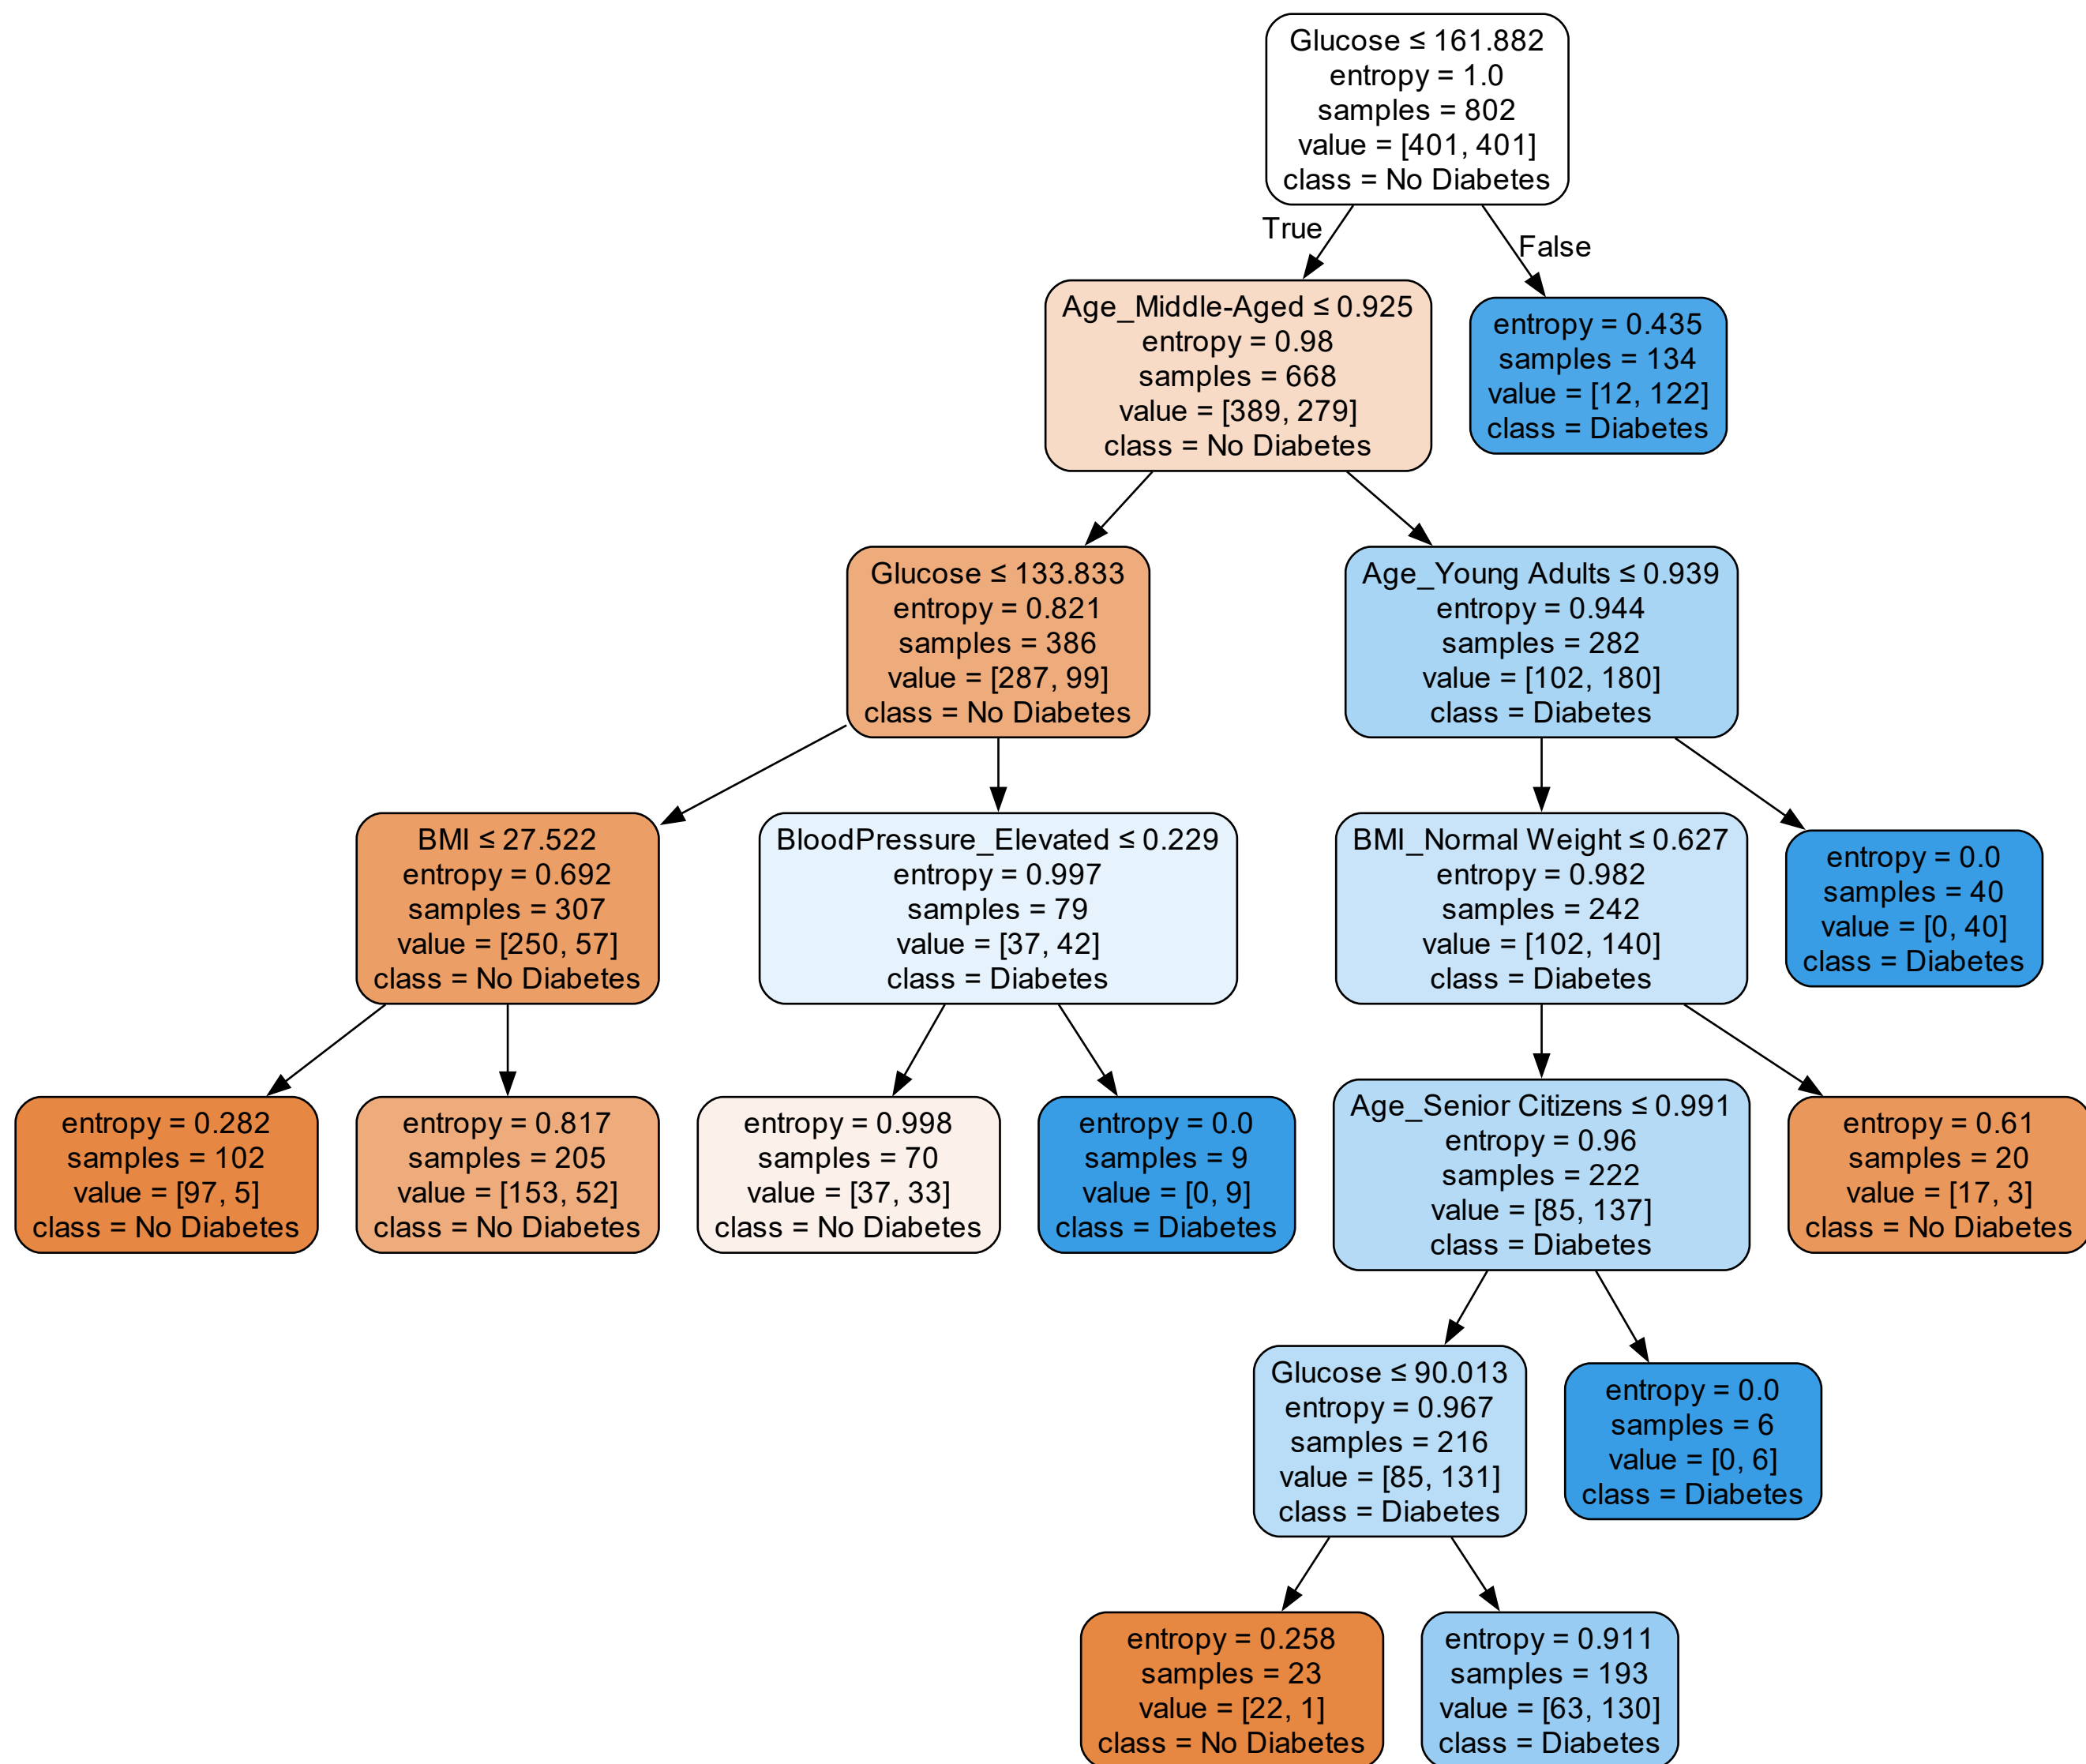 Glucose ≤ 161.882
entropy = 1.0
samples = 802
value = [401, 401]
class = No Diabetes
True
False
Age_Middle-Aged ≤ 0.925
entropy = 0.98
samples = 668
value = [389, 279]
class = No Diabetes
entropy = 0.435
samples = 134
value = [12, 122]
class = Diabetes
Glucose ≤ 133.833
entropy = 0.821
samples = 386
value = [287, 99]
class = No Diabetes
Age_Young Adults ≤ 0.939
entropy = 0.944
samples = 282
value = [102, 180]
class = Diabetes
BMI ≤ 27.522
entropy = 0.692
samples = 307
value = [250, 57]
class = No Diabetes
BloodPressure_Elevated ≤ 0.229
entropy = 0.997
samples = 79
value = [37, 42]
class = Diabetes
BMI_Normal Weight ≤ 0.627
entropy = 0.982
samples = 242
value = [102, 140]
class = Diabetes
entropy = 0.0
samples = 40
value = [0, 40]
class = Diabetes
entropy = 0.282
samples = 102
value = [97, 5]
class = No Diabetes
entropy = 0.817
samples = 205
value = [153, 52]
class = No Diabetes
entropy = 0.998
samples = 70
value = [37, 33]
class = No Diabetes
entropy = 0.0
samples = 9
value = [0, 9]
class = Diabetes
Age_Senior Citizens ≤ 0.991
entropy = 0.96
samples = 222
value = [85, 137]
class = Diabetes
entropy = 0.61
samples = 20
value = [17, 3]
class = No Diabetes
Glucose ≤ 90.013
entropy = 0.967
samples = 216
value = [85, 131]
class = Diabetes
entropy = 0.0
samples = 6
value = [0, 6]
class = Diabetes
entropy = 0.258
samples = 23
value = [22, 1]
class = No Diabetes
entropy = 0.911
samples = 193
value = [63, 130]
class = Diabetes